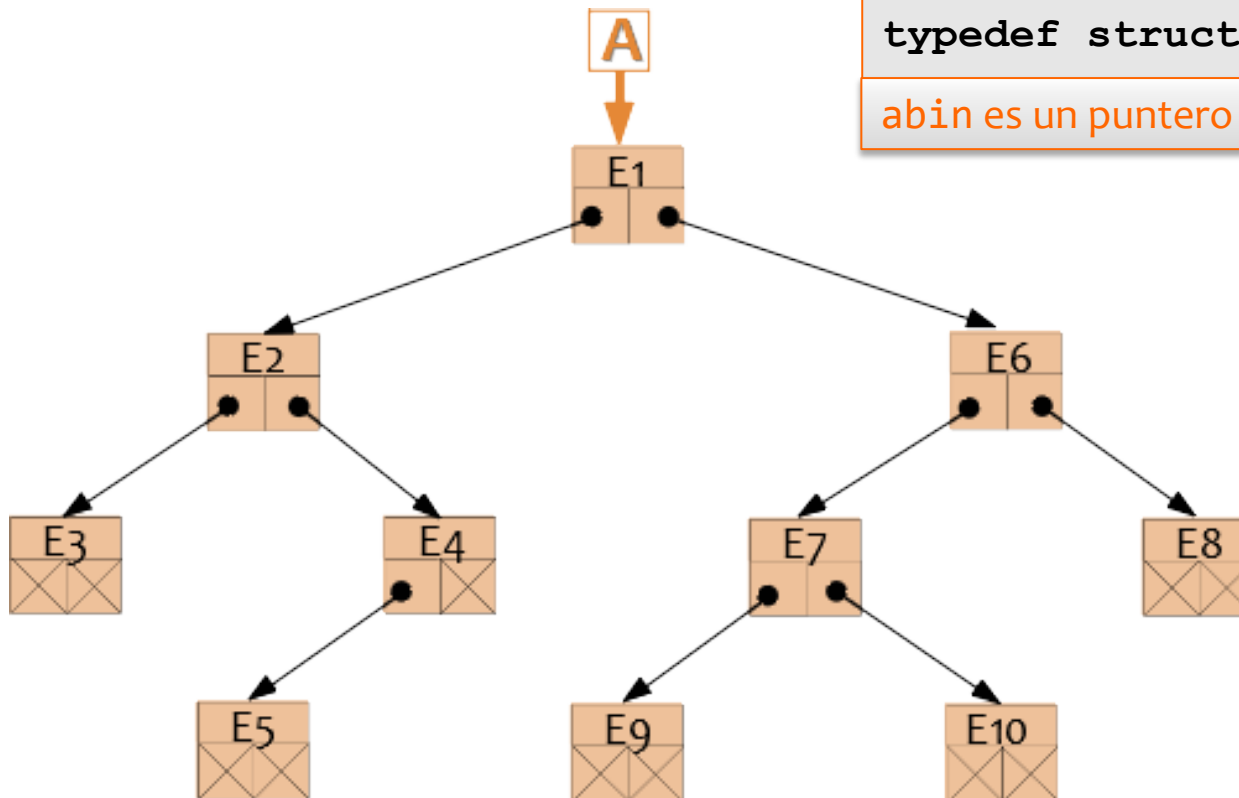 A
typedef struct
abin es un puntero
E1
E2
E6
E3
E4
E7
E8
E5
E9
E10